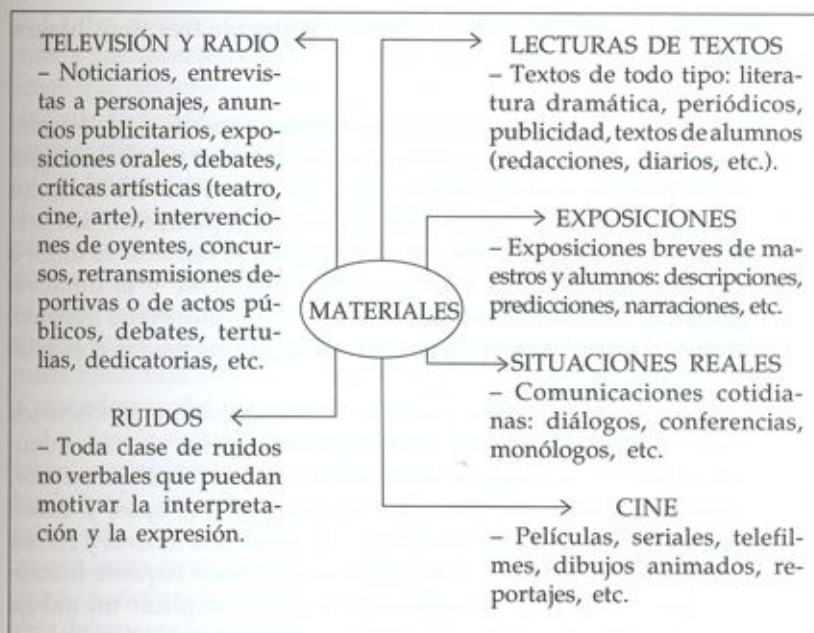 TELEVISIÓN Y RADIO
– Noticiarios, entrevis-
tas a personajes, anun-
cios publicitarios, expo-
siciones orales, debates,
críticas artísticas (teatro,
cine, arte), intervencio-
nes de oyentes, concur-
sos, retransmisiones de-
portivas o de actos pú-
blicos, debates, tertu-
lias, dedicatorias, etc.
RUIDOS
– Toda clase de ruidos
no verbales que puedan
motivar la interpreta-
ción y la expresión.
MATERIALES
LECTURAS DE TEXTOS
– Textos de todo tipo: litera-
tura dramática, periódicos,
publicidad, textos de alumnos
(redacciones, diarios, etc.).
EXPOSICIONES
– Exposiciones breves de ma-
estros y alumnos: descripciones,
predicciones, narraciones, etc.
SITUACIONES REALES
– Comunicaciones cotidia-
nas: diálogos, conferencias,
monólogos, etc.
CINE
– Películas, seriales, telefil-
mes, dibujos animados, re-
portajes, etc.